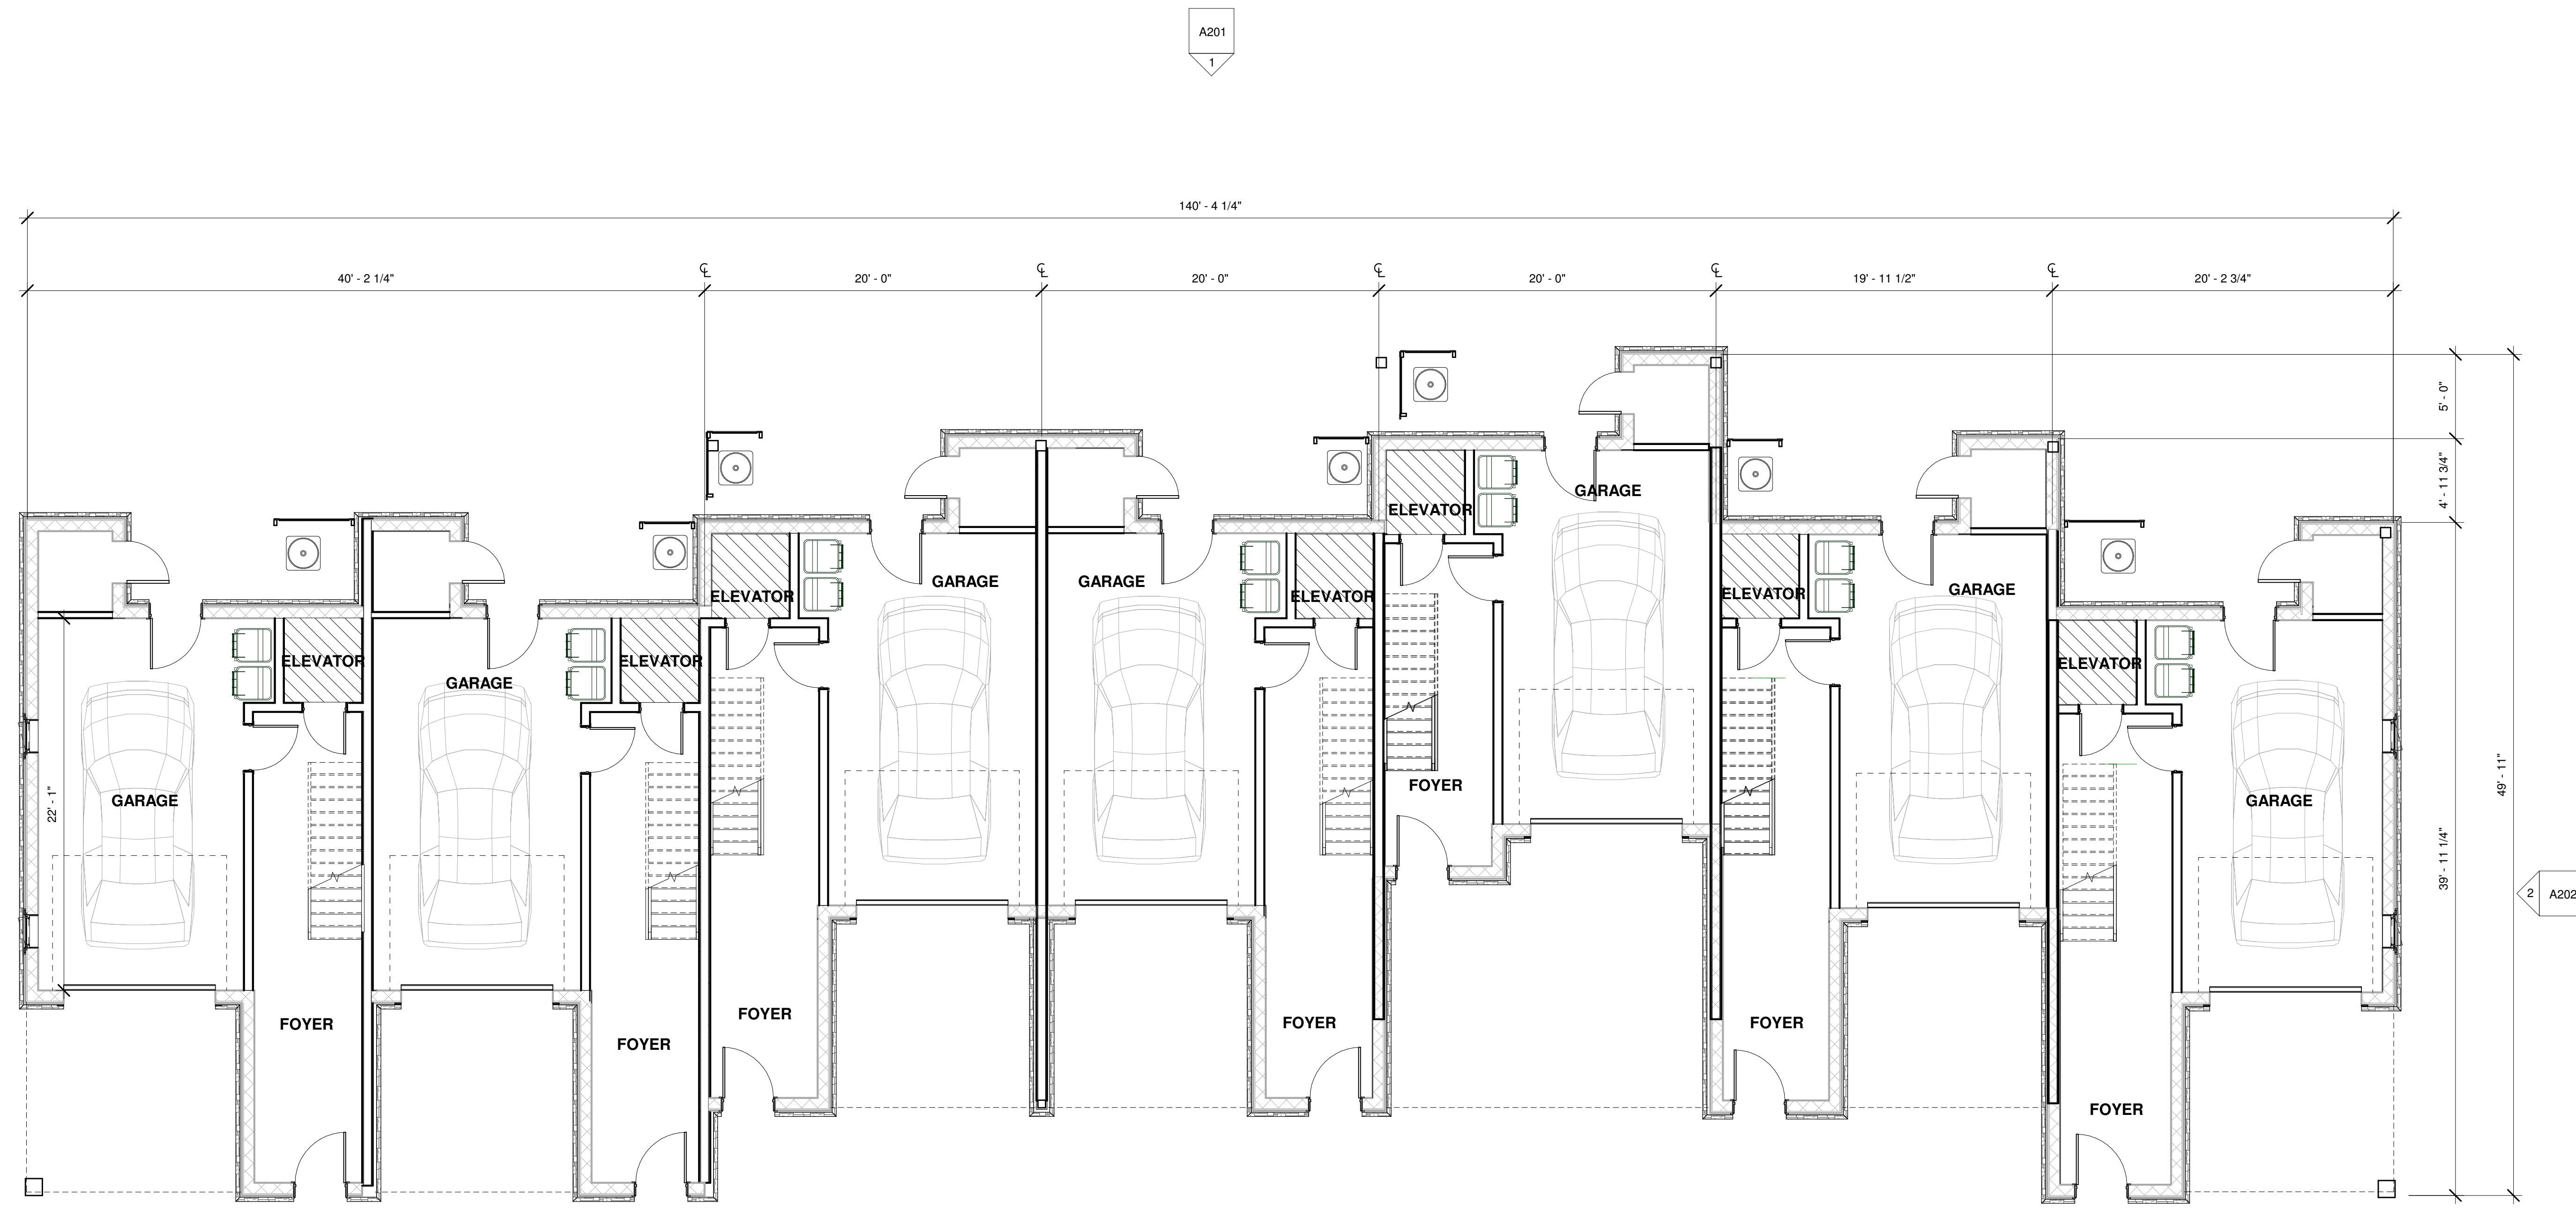 A201
1
140' - 4 1/4"
40' - 2 1/4"
20' - 0"
20' - 0"
20' - 0"
19' - 11 1/2"
20' - 2 3/4"
5' - 0"
4' - 11 3/4"
39' - 11 1/4"
49' - 11"
22' - 1"
2
A202
GARAGE
ELEVATOR
FOYER
GARAGE
ELEVATOR
FOYER
ELEVATOR
GARAGE
FOYER
GARAGE
ELEVATOR
FOYER
ELEVATOR
GARAGE
FOYER
ELEVATOR
GARAGE
FOYER
ELEVATOR
GARAGE
FOYER